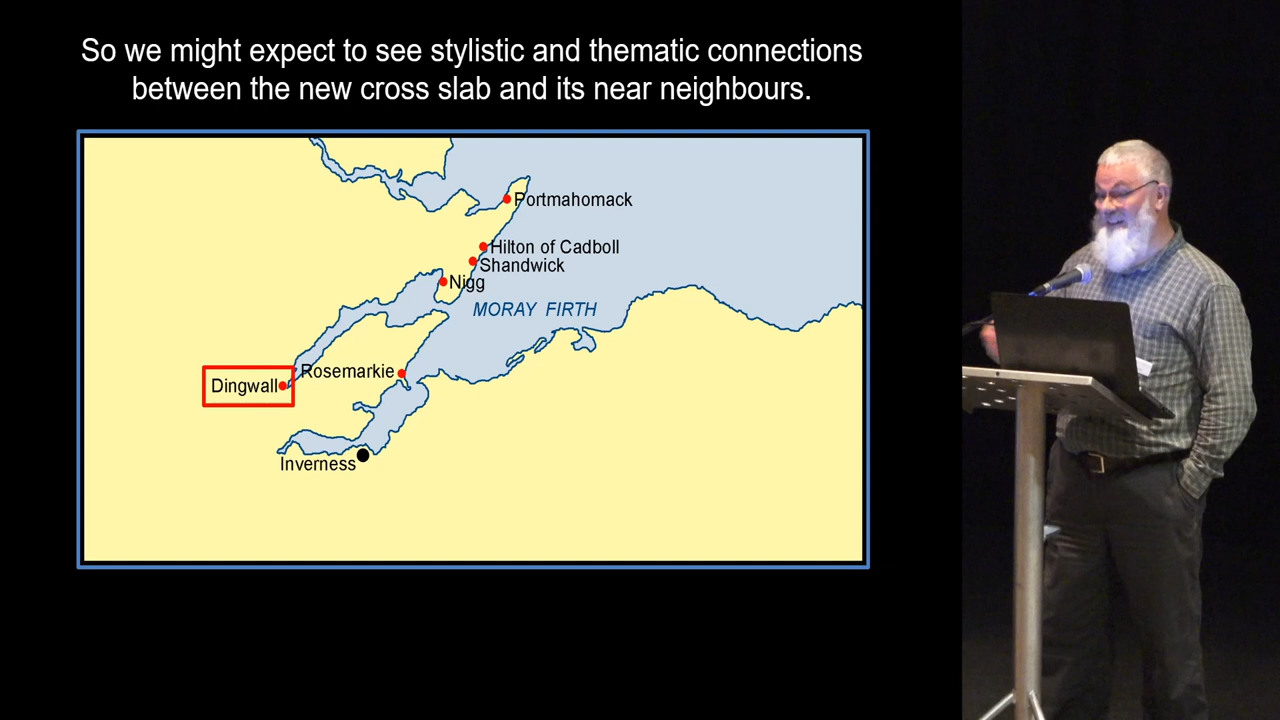 So we might expect to see stylistic and thematic connections
between the new cross slab and its near neighbours.
Portmahomack
Hilton of Cadboll
Shandwick
Nigg
MORAY FIRTH
Rosemarkie
Dingwall
Inverness